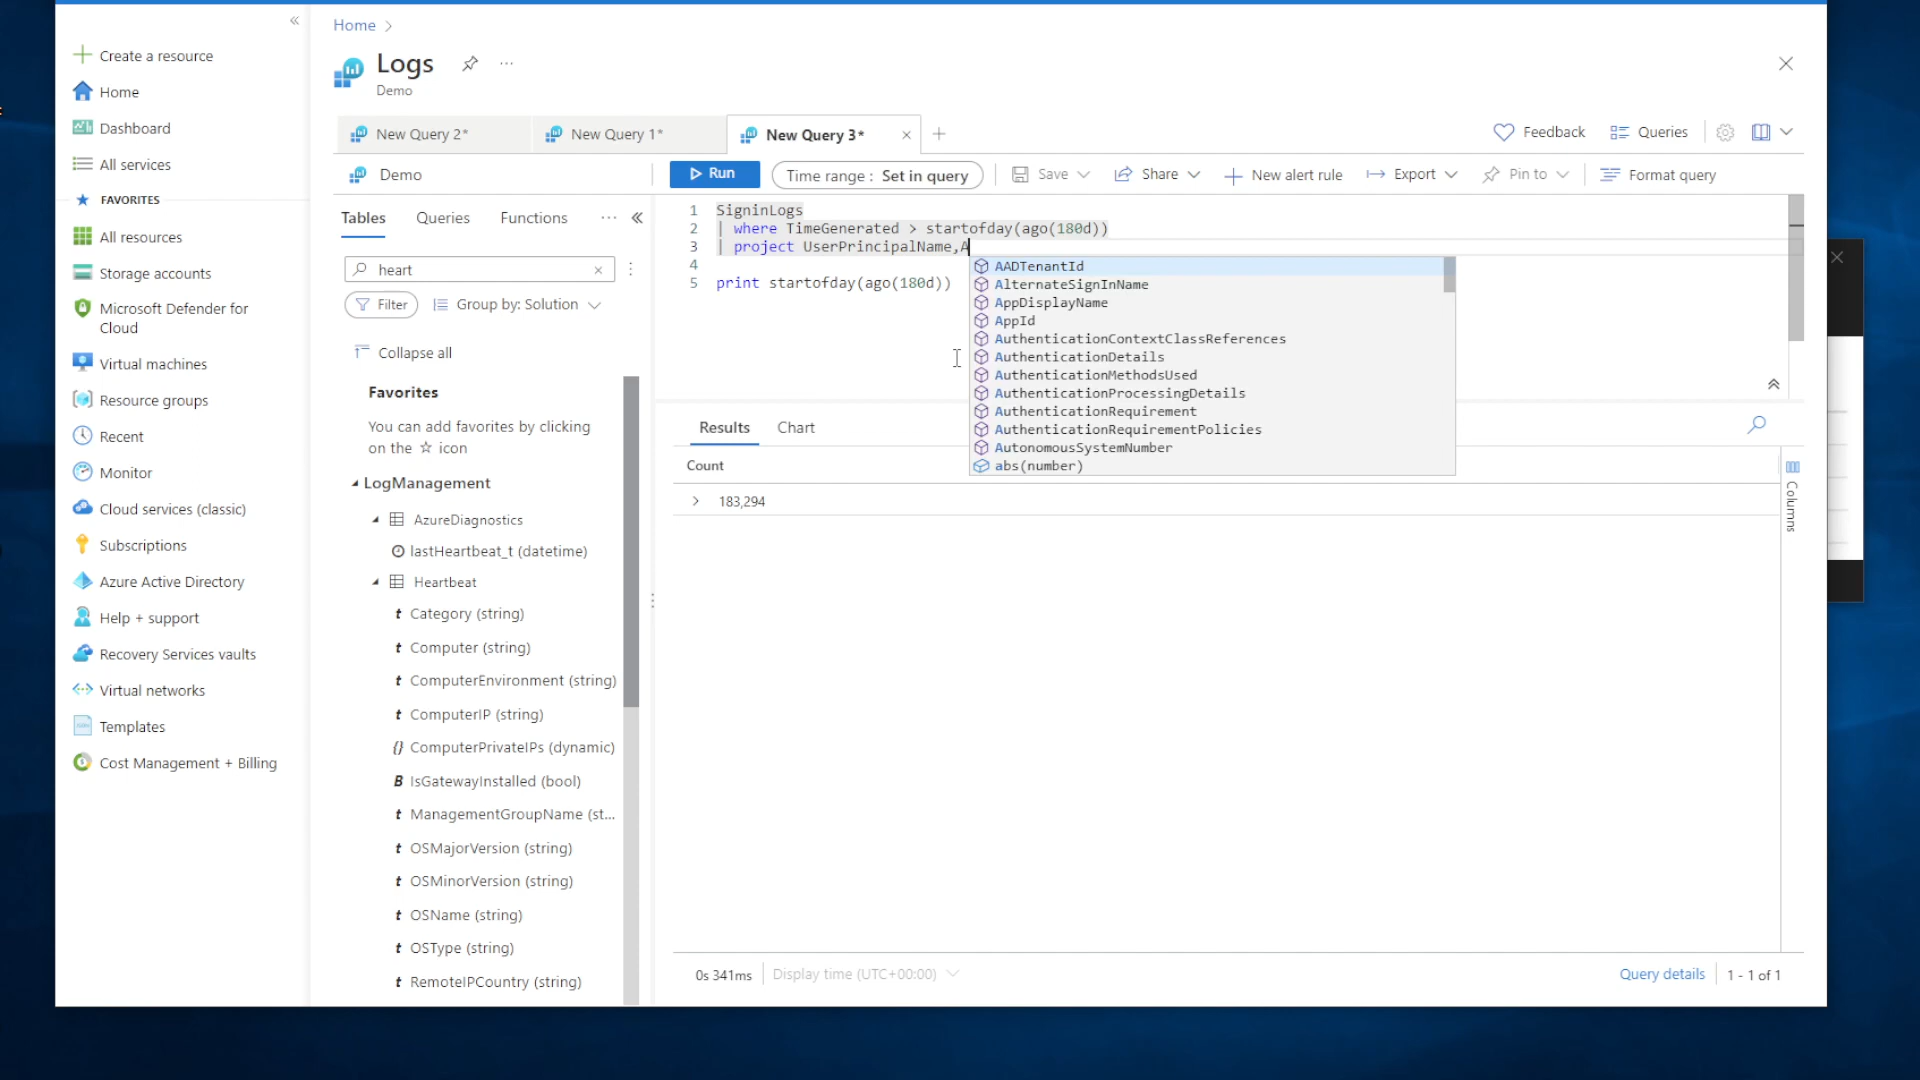 «
Create a resource
Home
Dashboard
All services
FAVORITES
All resources
Storage accounts
Microsoft Defender for
Cloud
Virtual machines
Resource groups
Recent
Monitor
Cloud services (classic)
Subscriptions
Azure Active Directory
Help + support
Recovery Services vaults
Virtual networks
Templates
Cost Management + Billing
Home >
Logs ...
Demo
New Query 2*
New Query 1*
New Query 3*
Feedback
Queries
Demo
Run
Time range : Set in query
Save
Share
New alert rule
Export
Pin to
Format query
Tables
Queries
Functions
... «
heart
Filter
Group by: Solution
Collapse all
Favorites
You can add favorites by clicking
on the ☆ icon
LogManagement
AzureDiagnostics
lastHeartbeat_t (datetime)
Heartbeat
t Category (string)
t Computer (string)
t ComputerEnvironment (string)
t ComputerIP (string)
{} ComputerPrivateIPs (dynamic)
B IsGatewayInstalled (bool)
t ManagementGroupName (st...
t OSMajorVersion (string)
t OSMinorVersion (string)
t OSName (string)
t OSType (string)
t RemoteIPCountry (string)
1 SigninLogs
2 | where TimeGenerated > startofday(ago(180d))
3 | project UserPrincipalName,A
4
5 print startofday(ago(180d))
AADTenantId
AlternateSignInName
AppDisplayName
AppId
AuthenticationContextClassReferences
AuthenticationDetails
AuthenticationMethodsUsed
AuthenticationProcessingDetails
AuthenticationRequirement
AuthenticationRequirementPolicies
AutonomousSystemNumber
abs(number)
Results
Chart
Count
183,294
Columns
0s 341ms
Display time (UTC+00:00)
Query details
1 - 1 of 1